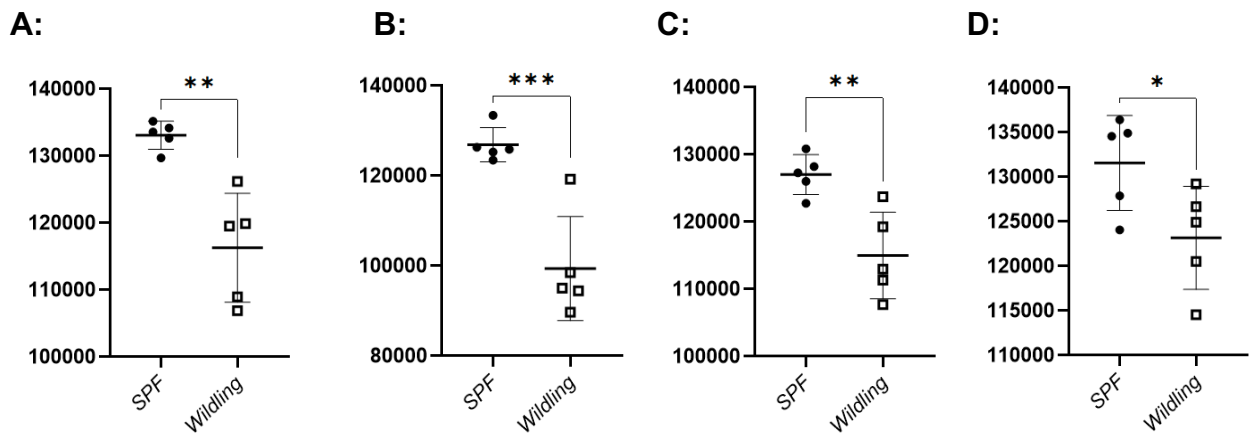 A: B: C: D:
** *** ** *
140000 140000 140000 140000
130000 120000 130000 135000
120000 100000 120000 130000
110000 80000 110000 125000
100000 100000 120000
115000
110000
SPF Wildling SPF Wildling SPF Wildling SPF Wildling